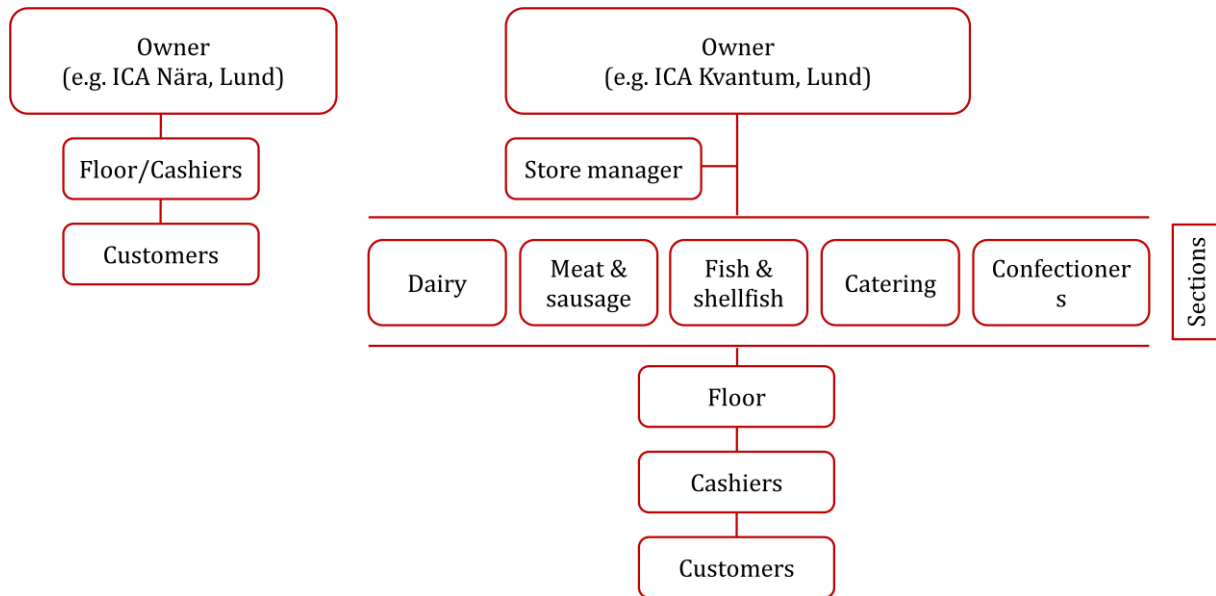 Owner
(e.g. ICA Nära, Lund)
Floor/Cashiers
Customers
Owner
(e.g. ICA Kvantum, Lund)
Store manager
Dairy
Meat &
sausage
Fish &
shellfish
Catering
Confectioner
s
Sections
Floor
Cashiers
Customers